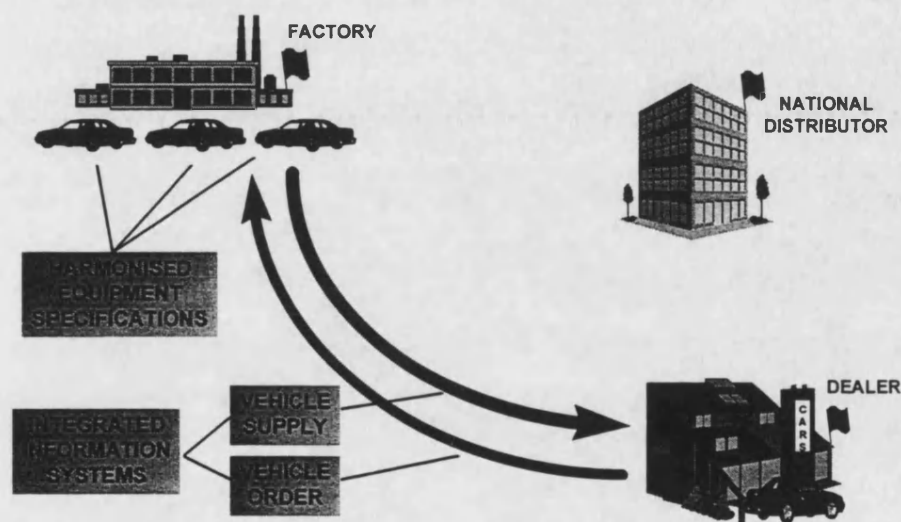 FACTORY
NATIONAL
DISTRIBUTOR
HARMONISED
EQUIPMENT
SPECIFICATIONS
VEHICLE
SUPPLY
DEALER
CARS
INTEGRATED
INFORMATION
SYSTEMS
VEHICLE
ORDER